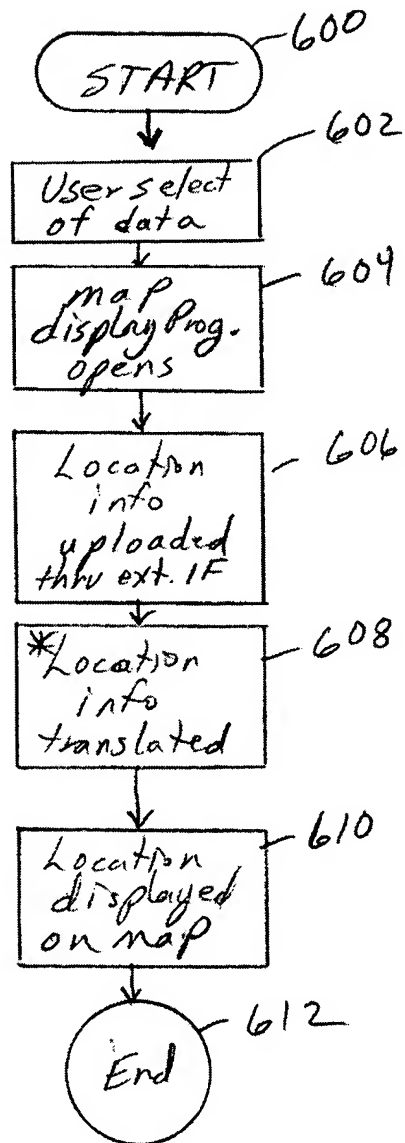 600
START
602
User select
of data
604
map
display Prog.
opens
606
Location
info
uploaded
thru ext. IF
608
*Location
info
translated
610
Location
displayed
on map
612
End